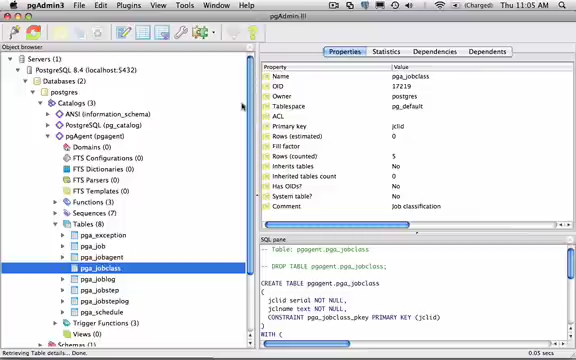 pgAdmin3 File Edit Plugins View Tools Window Help (Charged) Thu 11:05 AM
pgAdmin III
Object browser
Servers (1)
PostgreSQL 8.4 (localhost:5432)
Databases (2)
postgres
Catalogs (3)
ANSI (information_schema)
PostgreSQL (pg_catalog)
pgAgent (pgagent)
Domains (0)
FTS Configurations (0)
FTS Dictionaries (0)
FTS Parsers (0)
FTS Templates (0)
Functions (3)
Sequences (7)
Tables (8)
pga_exception
pga_job
pga_jobagent
pga_jobclass
pga_joblog
pga_jobstep
pga_jobsteplog
pga_schedule
Trigger Functions (3)
Views (0)
Schemas (1)
Properties Statistics Dependencies Dependents
Property Value
Name pga_jobclass
OID 17219
Owner postgres
Tablespace pg_default
ACL
Primary key jclid
Rows (estimated) 0
Fill factor
Rows (counted) 5
Inherits tables No
Inherited tables count 0
Has OIDs? No
System table? No
Comment Job classification
SQL pane
-- Table: pgagent.pga_jobclass
-- DROP TABLE pgagent.pga_jobclass;
CREATE TABLE pgagent.pga_jobclass
(
jclid serial NOT NULL,
jclname text NOT NULL,
CONSTRAINT pga_jobclass_pkey PRIMARY KEY (jclid)
)
WITH (
Retrieving Table details... Done. 0.05 secs